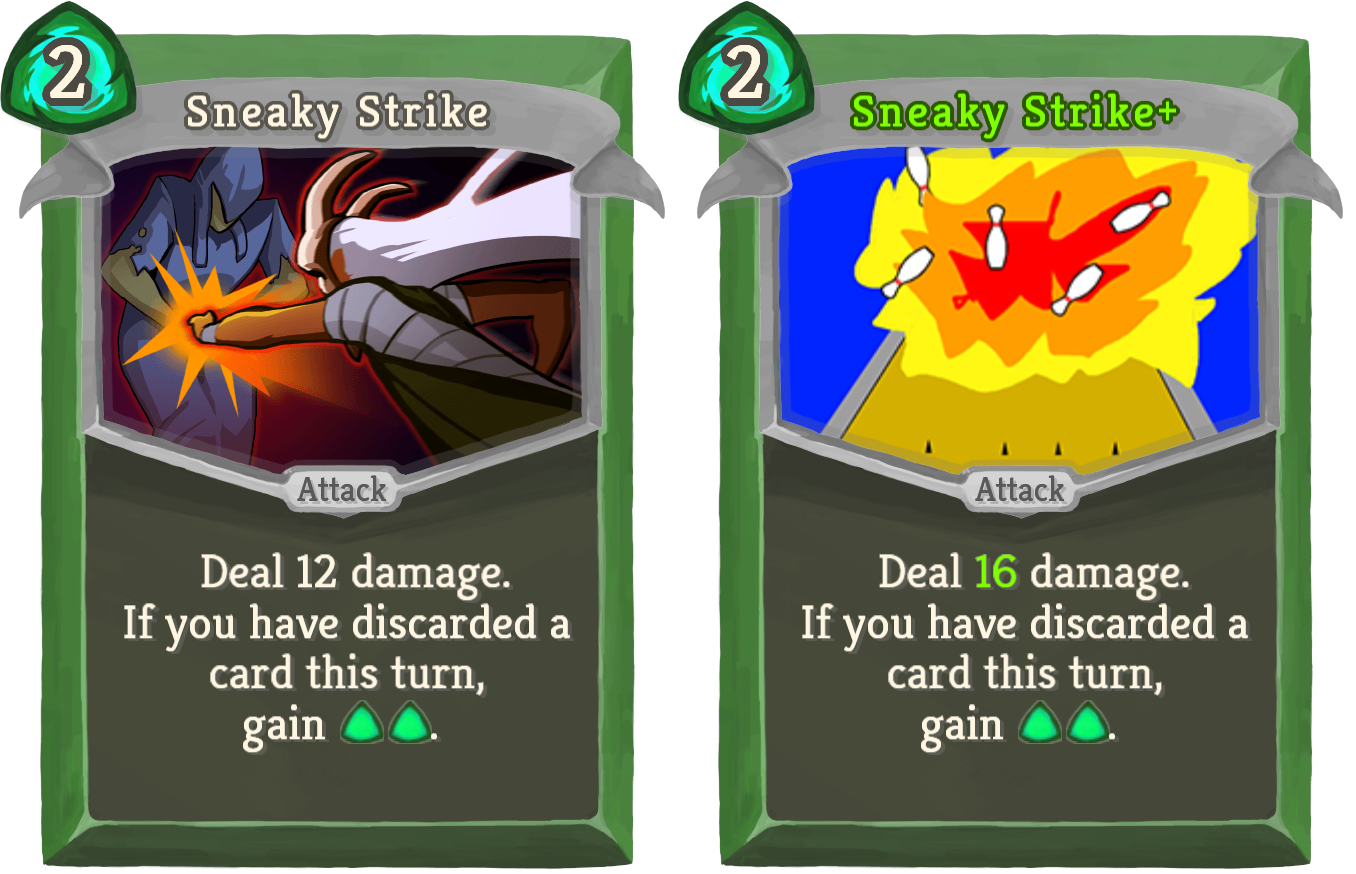 2
Sneaky Strike
Attack
Deal 12 damage.
If you have discarded a
card this turn,
gain .
2
Sneaky Strike+
Attack
Deal 16 damage.
If you have discarded a
card this turn,
gain .